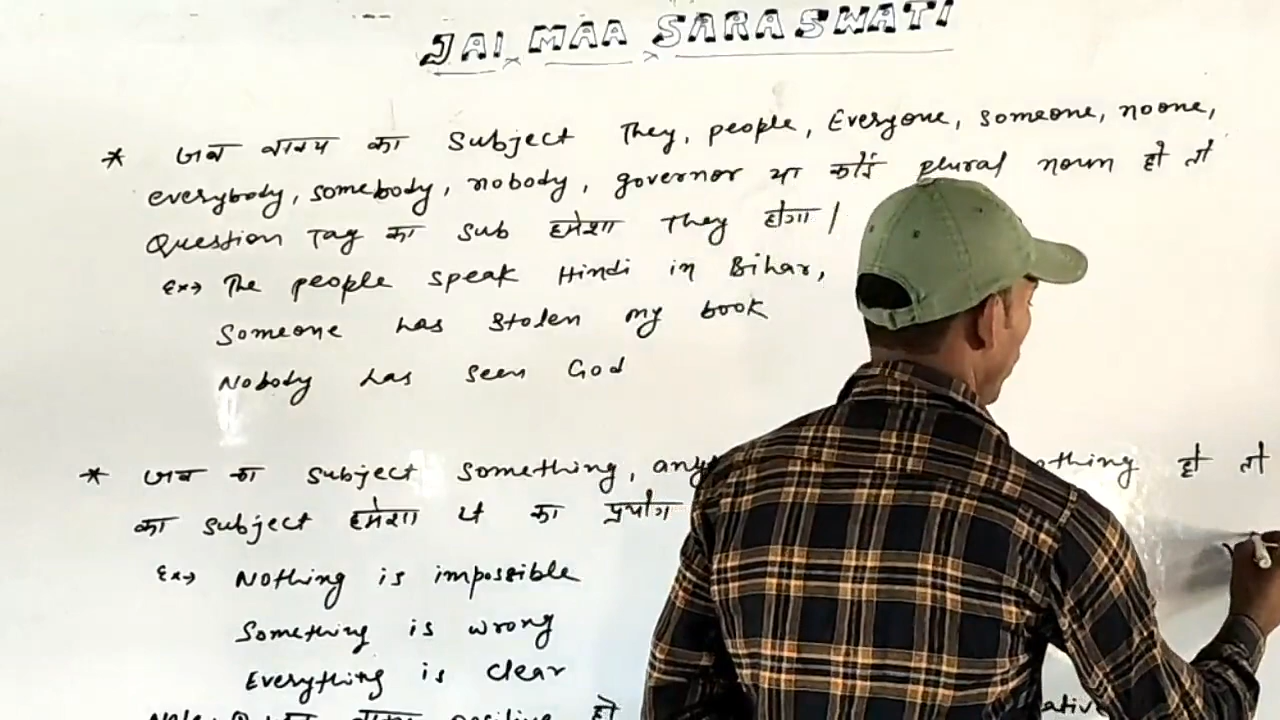 JAI MAA SARASWATI
* जब वाक्य का Subject They, people, Everyone, someone, noone,
everybody, somebody, nobody, governor या कोई plural noun हो तो
Question Tag का sub हमेशा They होगा |
Ex→ The people speak Hindi in Bihar,
Someone has stolen my book
Nobody has seen God
* जब का subject something, हो तो
का subject हमेशा का प्रयोग
Ex→ Nothing is impossible
Something is wrong
Everything is clear
positive हो